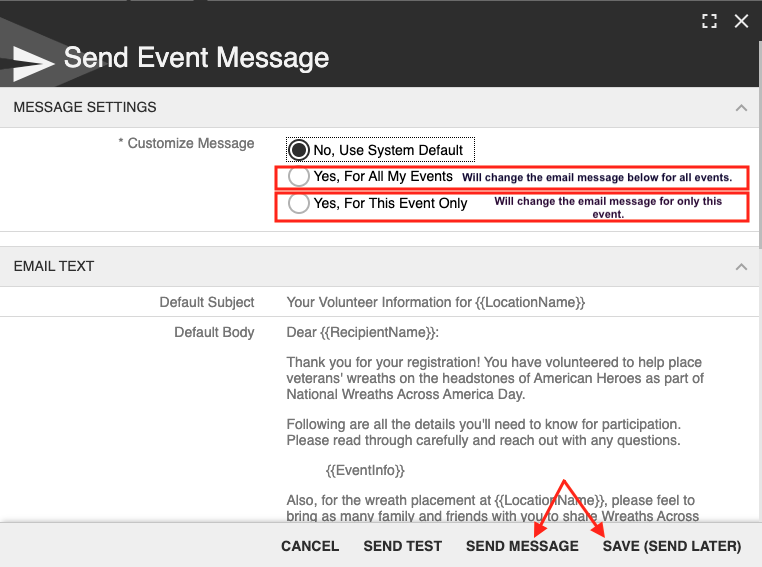 Send Event Message
MESSAGE SETTINGS
* Customize Message
No, Use System Default
Yes, For All My Events Will change the email message below for all events.
Yes, For This Event Only Will change the email message for only this
event.
EMAIL TEXT
Default Subject Your Volunteer Information for {{LocationName}}
Default Body Dear {{RecipientName}}:
Thank you for your registration! You have volunteered to help place
veterans' wreaths on the headstones of American Heroes as part of
National Wreaths Across America Day.
Following are all the details you'll need to know for participation.
Please read through carefully and reach out with any questions.
{{EventInfo}}
Also, for the wreath placement at {{LocationName}}, please feel to
bring as many family and friends with you to share Wreaths Across
CANCEL SEND TEST SEND MESSAGE SAVE (SEND LATER)